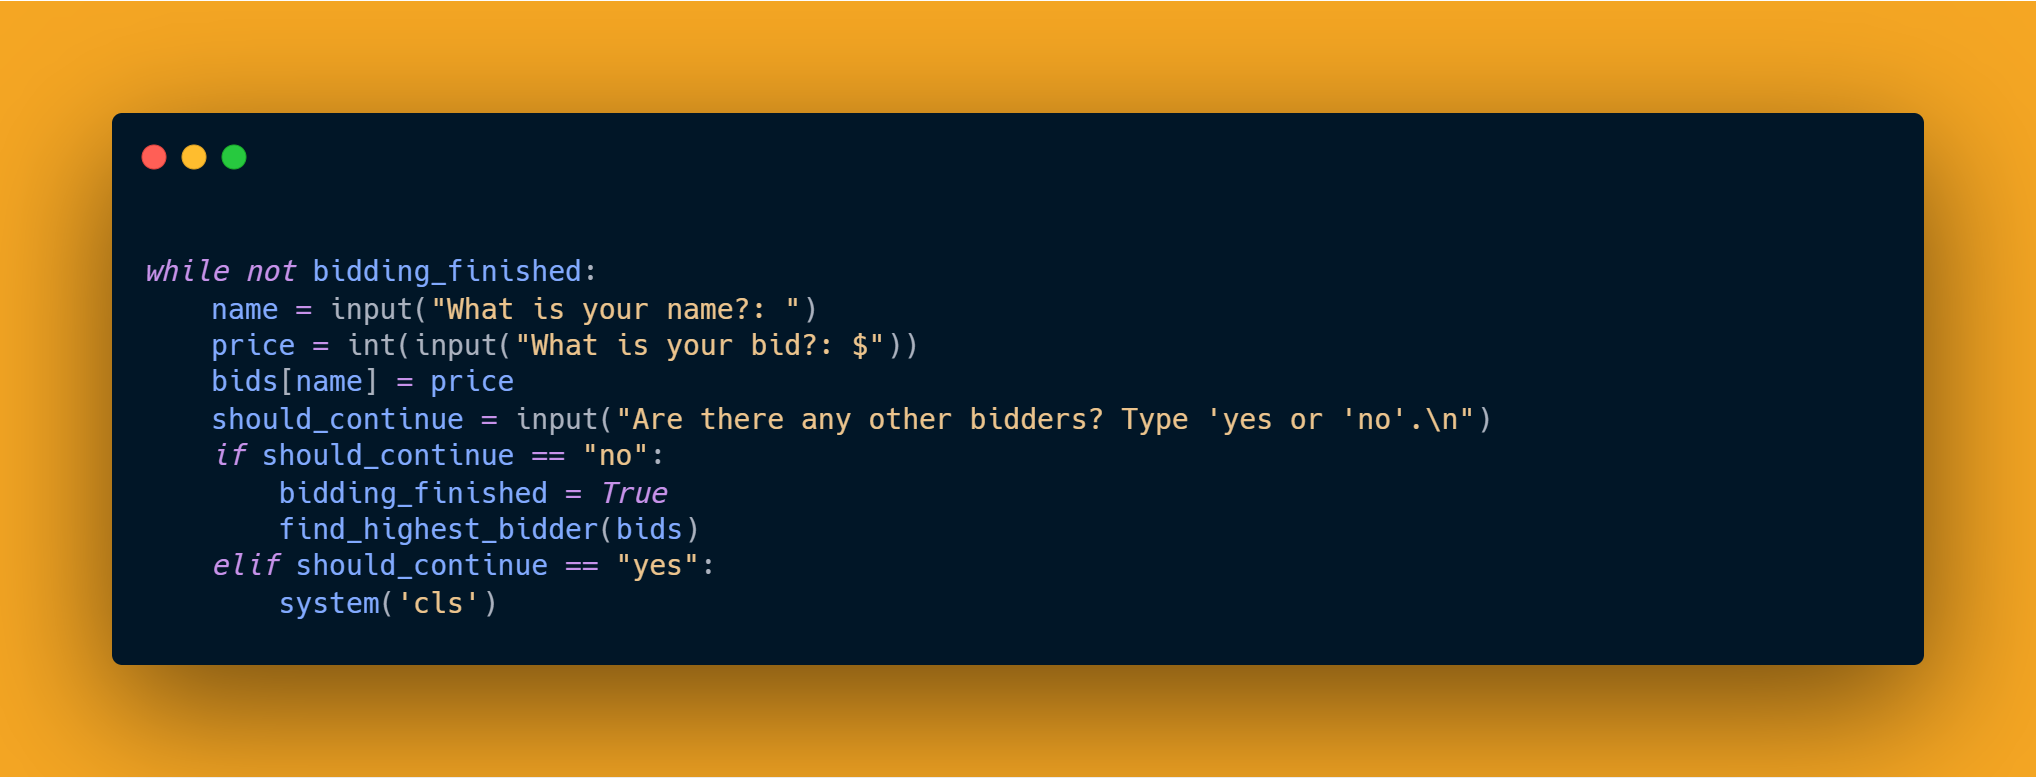 while not bidding_finished:
    name = input("What is your name?: ")
    price = int(input("What is your bid?: $"))
    bids[name] = price
    should_continue = input("Are there any other bidders? Type 'yes or 'no'.\n")
    if should_continue == "no":
        bidding_finished = True
        find_highest_bidder(bids)
    elif should_continue == "yes":
        system('cls')